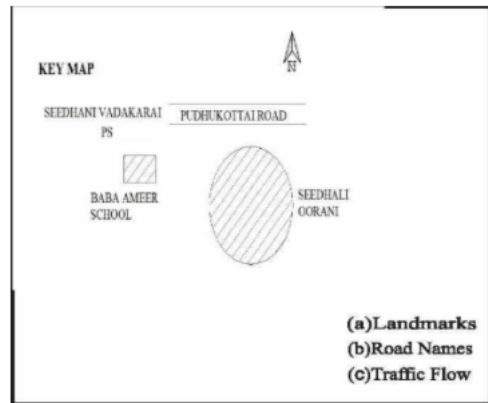 N
KEY MAP
SEEDHANI VADAKARAI
PS
PUDHUKOTTAI ROAD
BABA AMEER
SCHOOL
SEEDHALI
OORANI
(a)Landmarks
(b)Road Names
(c)Traffic Flow